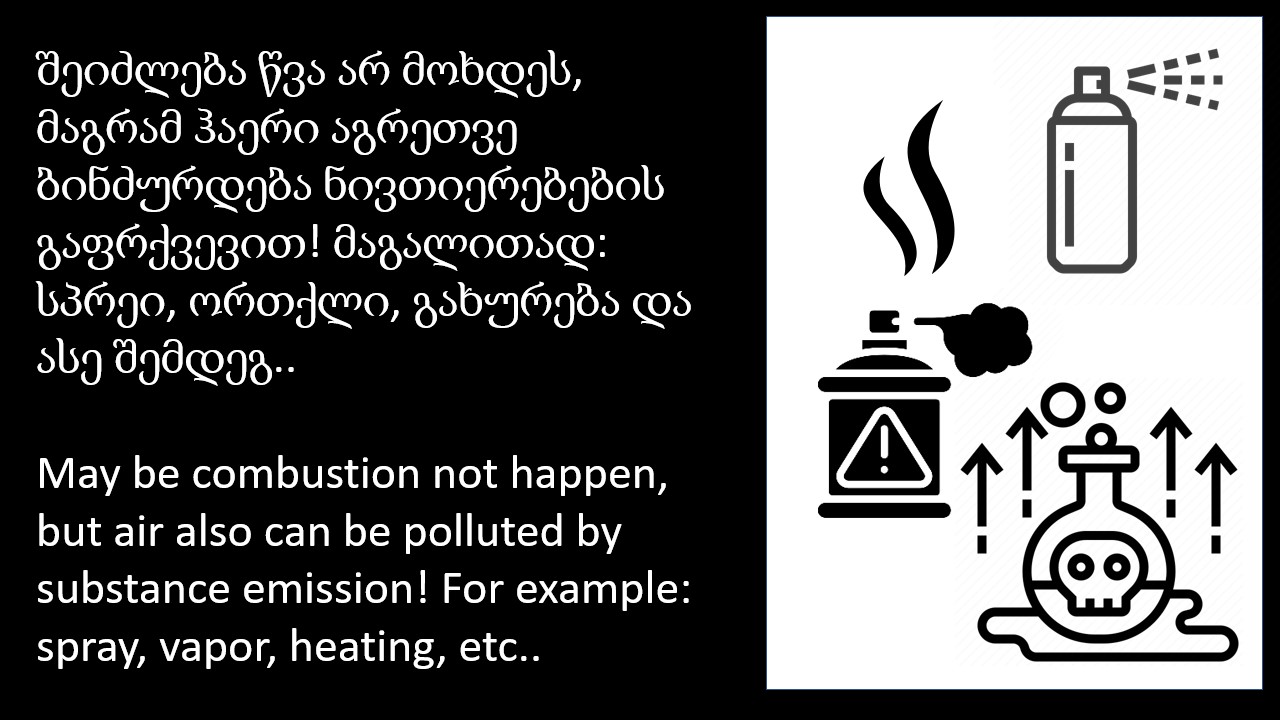 შეიძლება წვა არ მოხდეს,
მაგრამ ჰაერი აგრეთვე
ბინძურდება ნივთიერებების
გაფრქვევით! მაგალითად:
სპრეი, ორთქლი, გახურება და
ასე შემდეგ..
May be combustion not happen,
but air also can be polluted by
substance emission! For example:
spray, vapor, heating, etc..